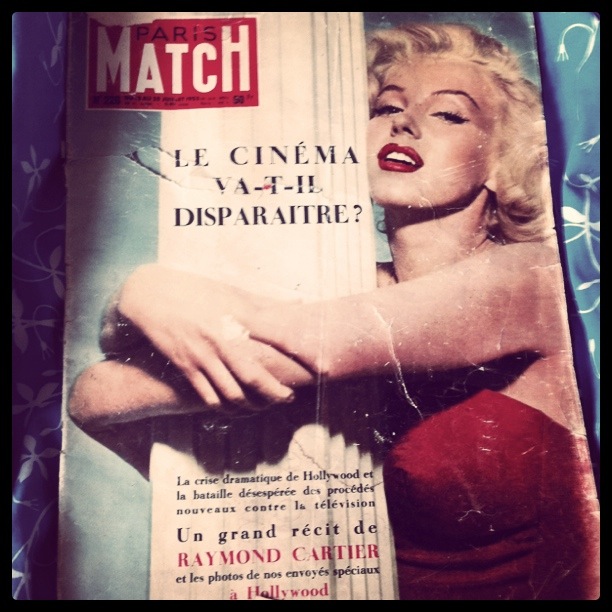 PARIS
MATCH
50
LE CINÉMA
VA-T-IL
DISPARAITRE?
La crise dramatique de Hollywood et
la bataille désespérée des procédés
nouveaux contre la télévision
Un grand récit de
RAYMOND CARTIER
et les photos de nos envoyés spéciaux
à Hollywood